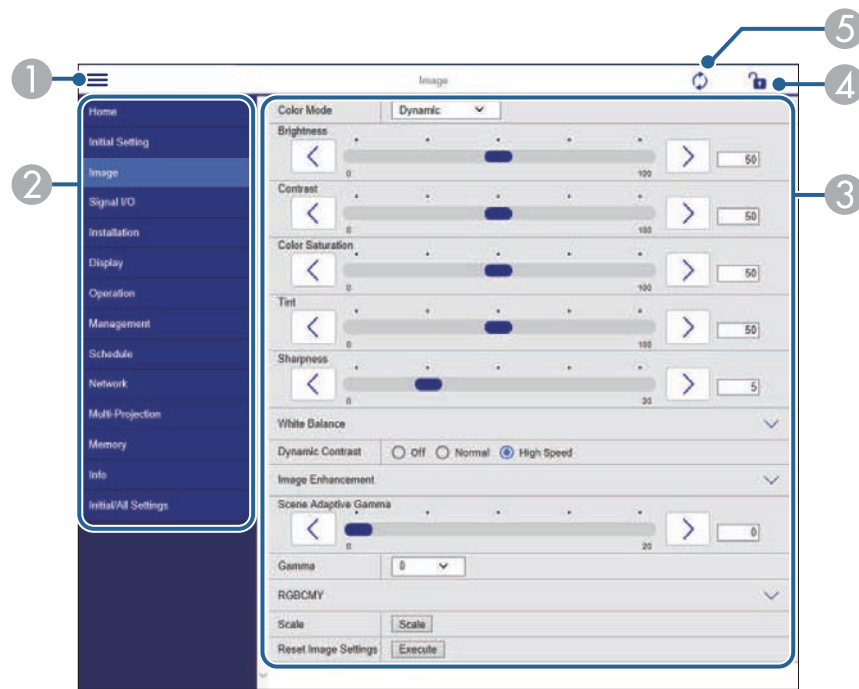 5
1
Image
4
Home
Initial Setting
Image
Signal I/O
Installation
Display
Operation
Management
Schedule
Network
Multi-Projection
Memory
Info
Initial/All Settings
2
Color Mode Dynamic
Brightness
50
0 100
Contrast
50
0 100
Color Saturation
50
0 100
Tint
50
0 100
Sharpness
5
0 20
White Balance
Dynamic Contrast Off Normal High Speed
Image Enhancement
Scene Adaptive Gamma
0
0 20
Gamma 0
RGBCMY
Scale Scale
Reset Image Settings Execute
3